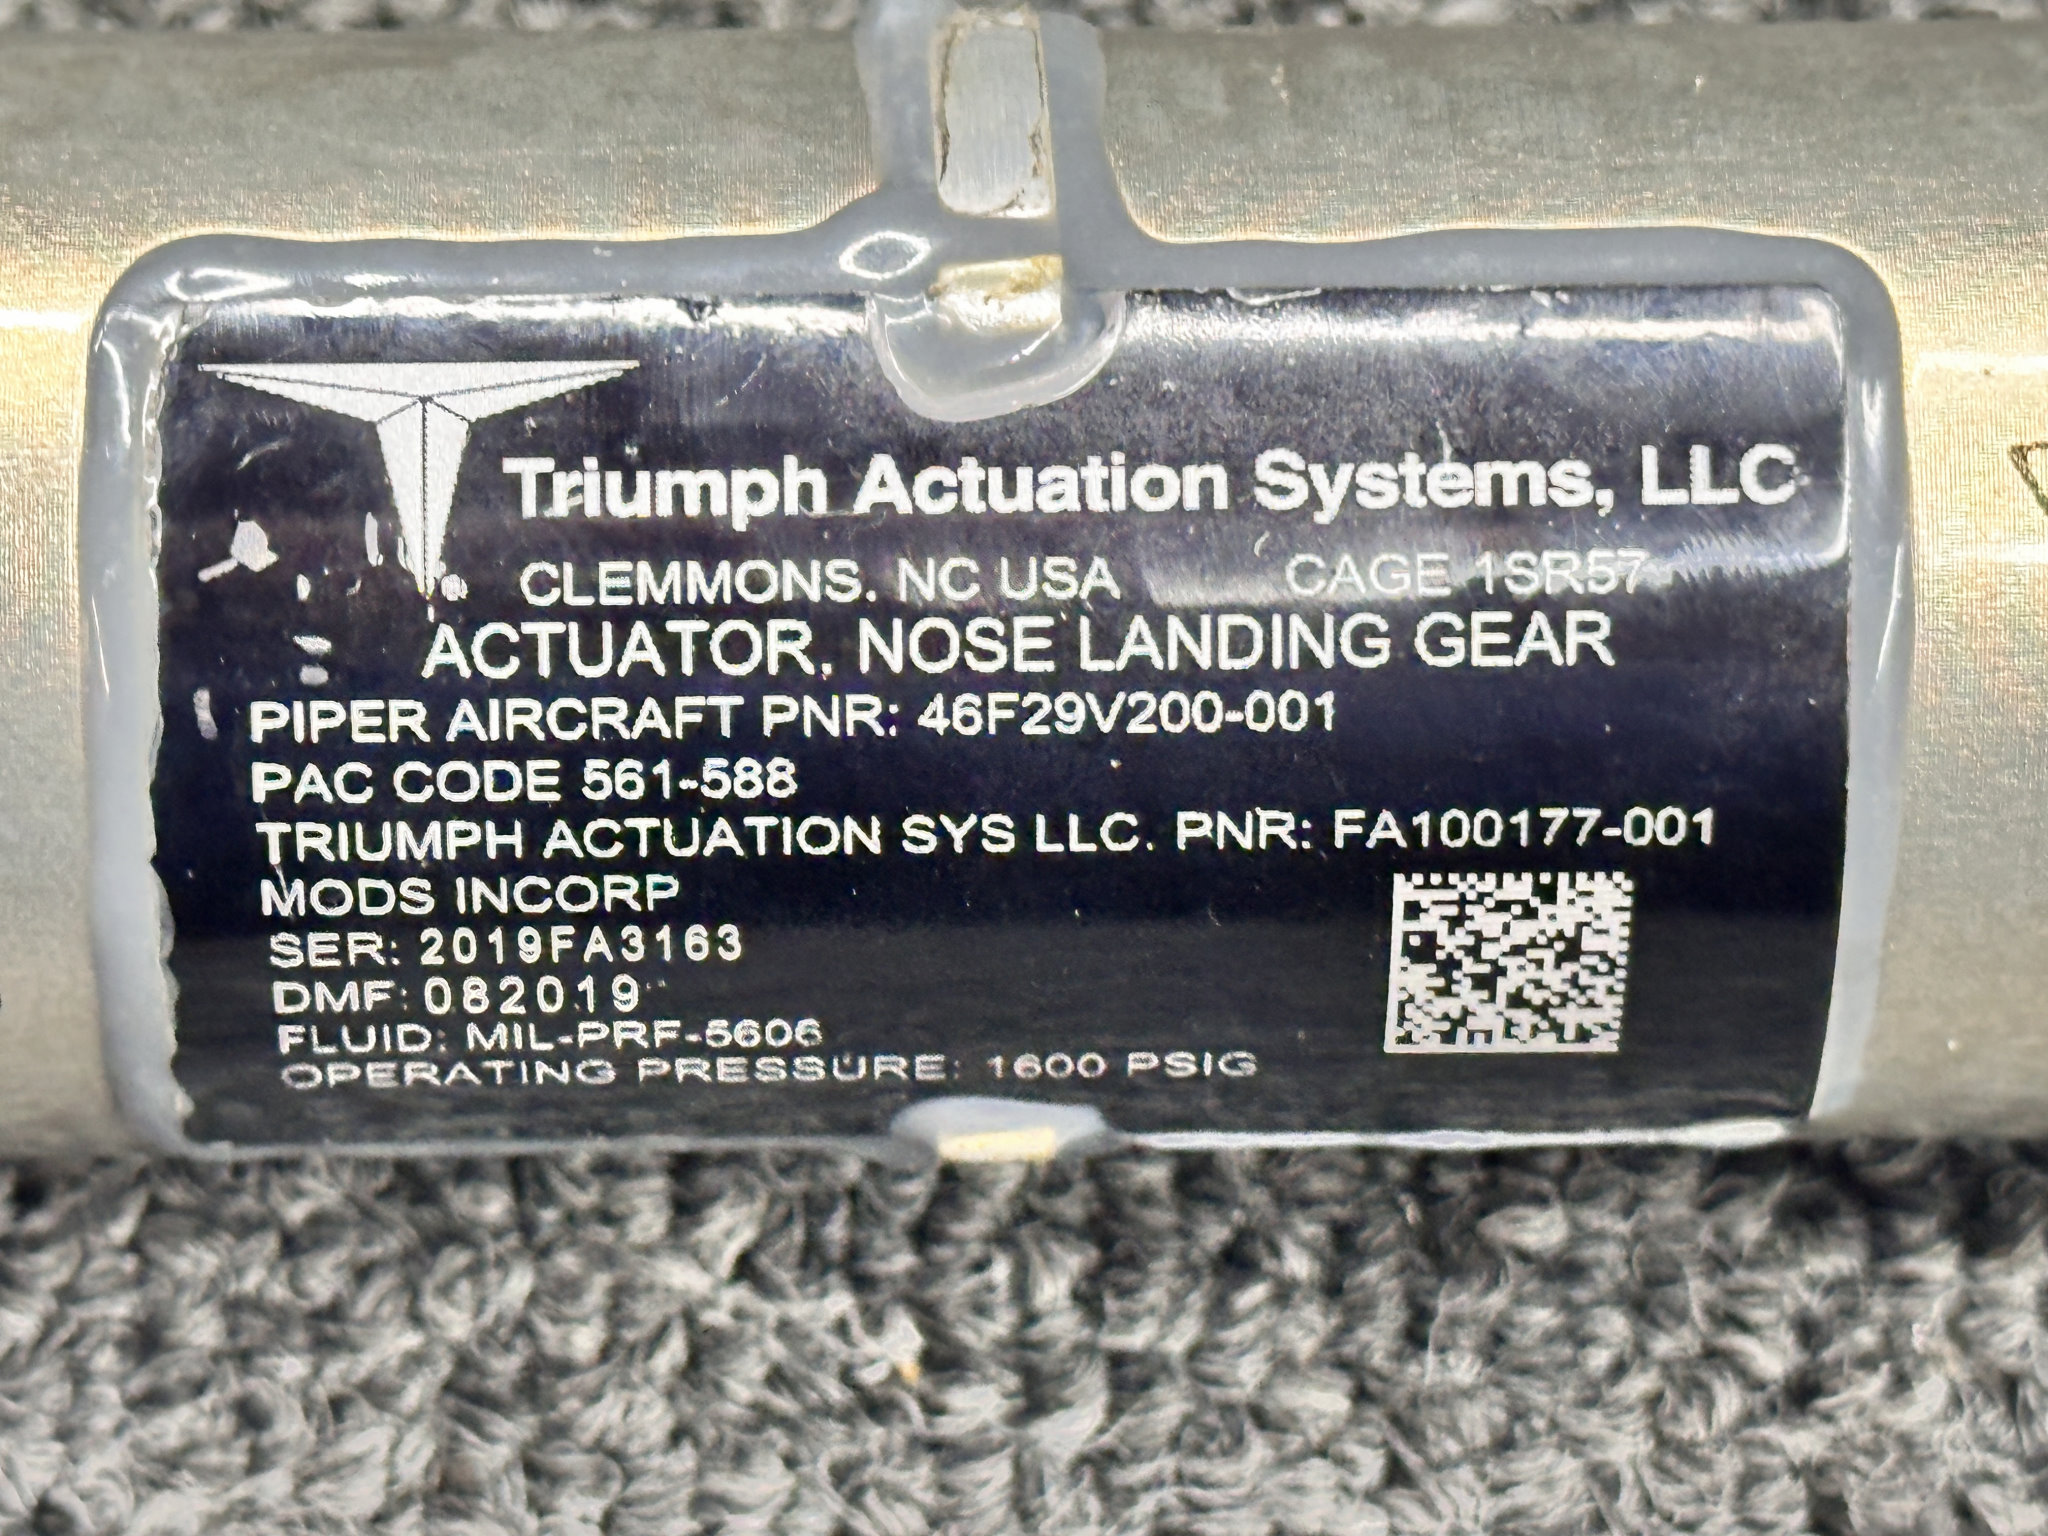 Triumph Actuation Systems, LLC
CLEMMONS, NC USA CAGE 1SR57
ACTUATOR, NOSE LANDING GEAR
PIPER AIRCRAFT PNR: 46F29V200-001
PAC CODE 561-588
TRIUMPH ACTUATION SYS LLC. PNR: FA100177-001
MODS INCORP
SER: 2019FA3163
DMF: 082019
FLUID: MIL-PRF-5606
OPERATING PRESSURE: 1600 PSIG